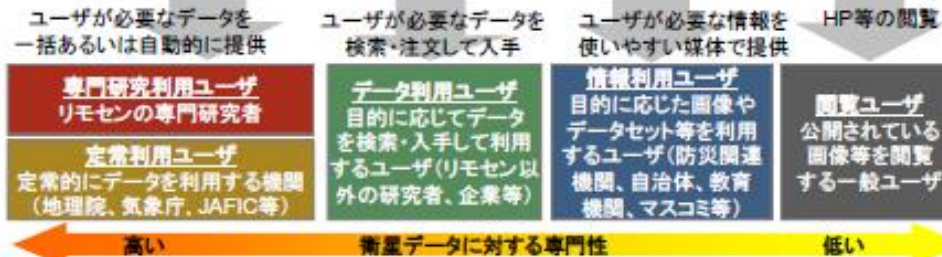 ユーザが必要なデータを
一括あるいは自動的に提供
ユーザが必要なデータを
検索・注文して入手
ユーザが必要な情報を
使いやすい媒体で提供
HP等の閲覧
専門研究利用ユーザ
リモセンの専門研究者
定常利用ユーザ
定常的にデータを利用する機関
(地理院、気象庁、JAFIC等)
データ利用ユーザ
目的に応じてデータ
を検索・入手して利用
するユーザ(リモセン以
外の研究者、企業等)
情報利用ユーザ
目的に応じた画像や
データセット等を利用
するユーザ(防災関連
機関、自治体、教育
機関、マスコミ等)
閲覧ユーザ
公開されている
画像等を閲覧
する一般ユーザ
高い
衛星データに対する専門性
低い